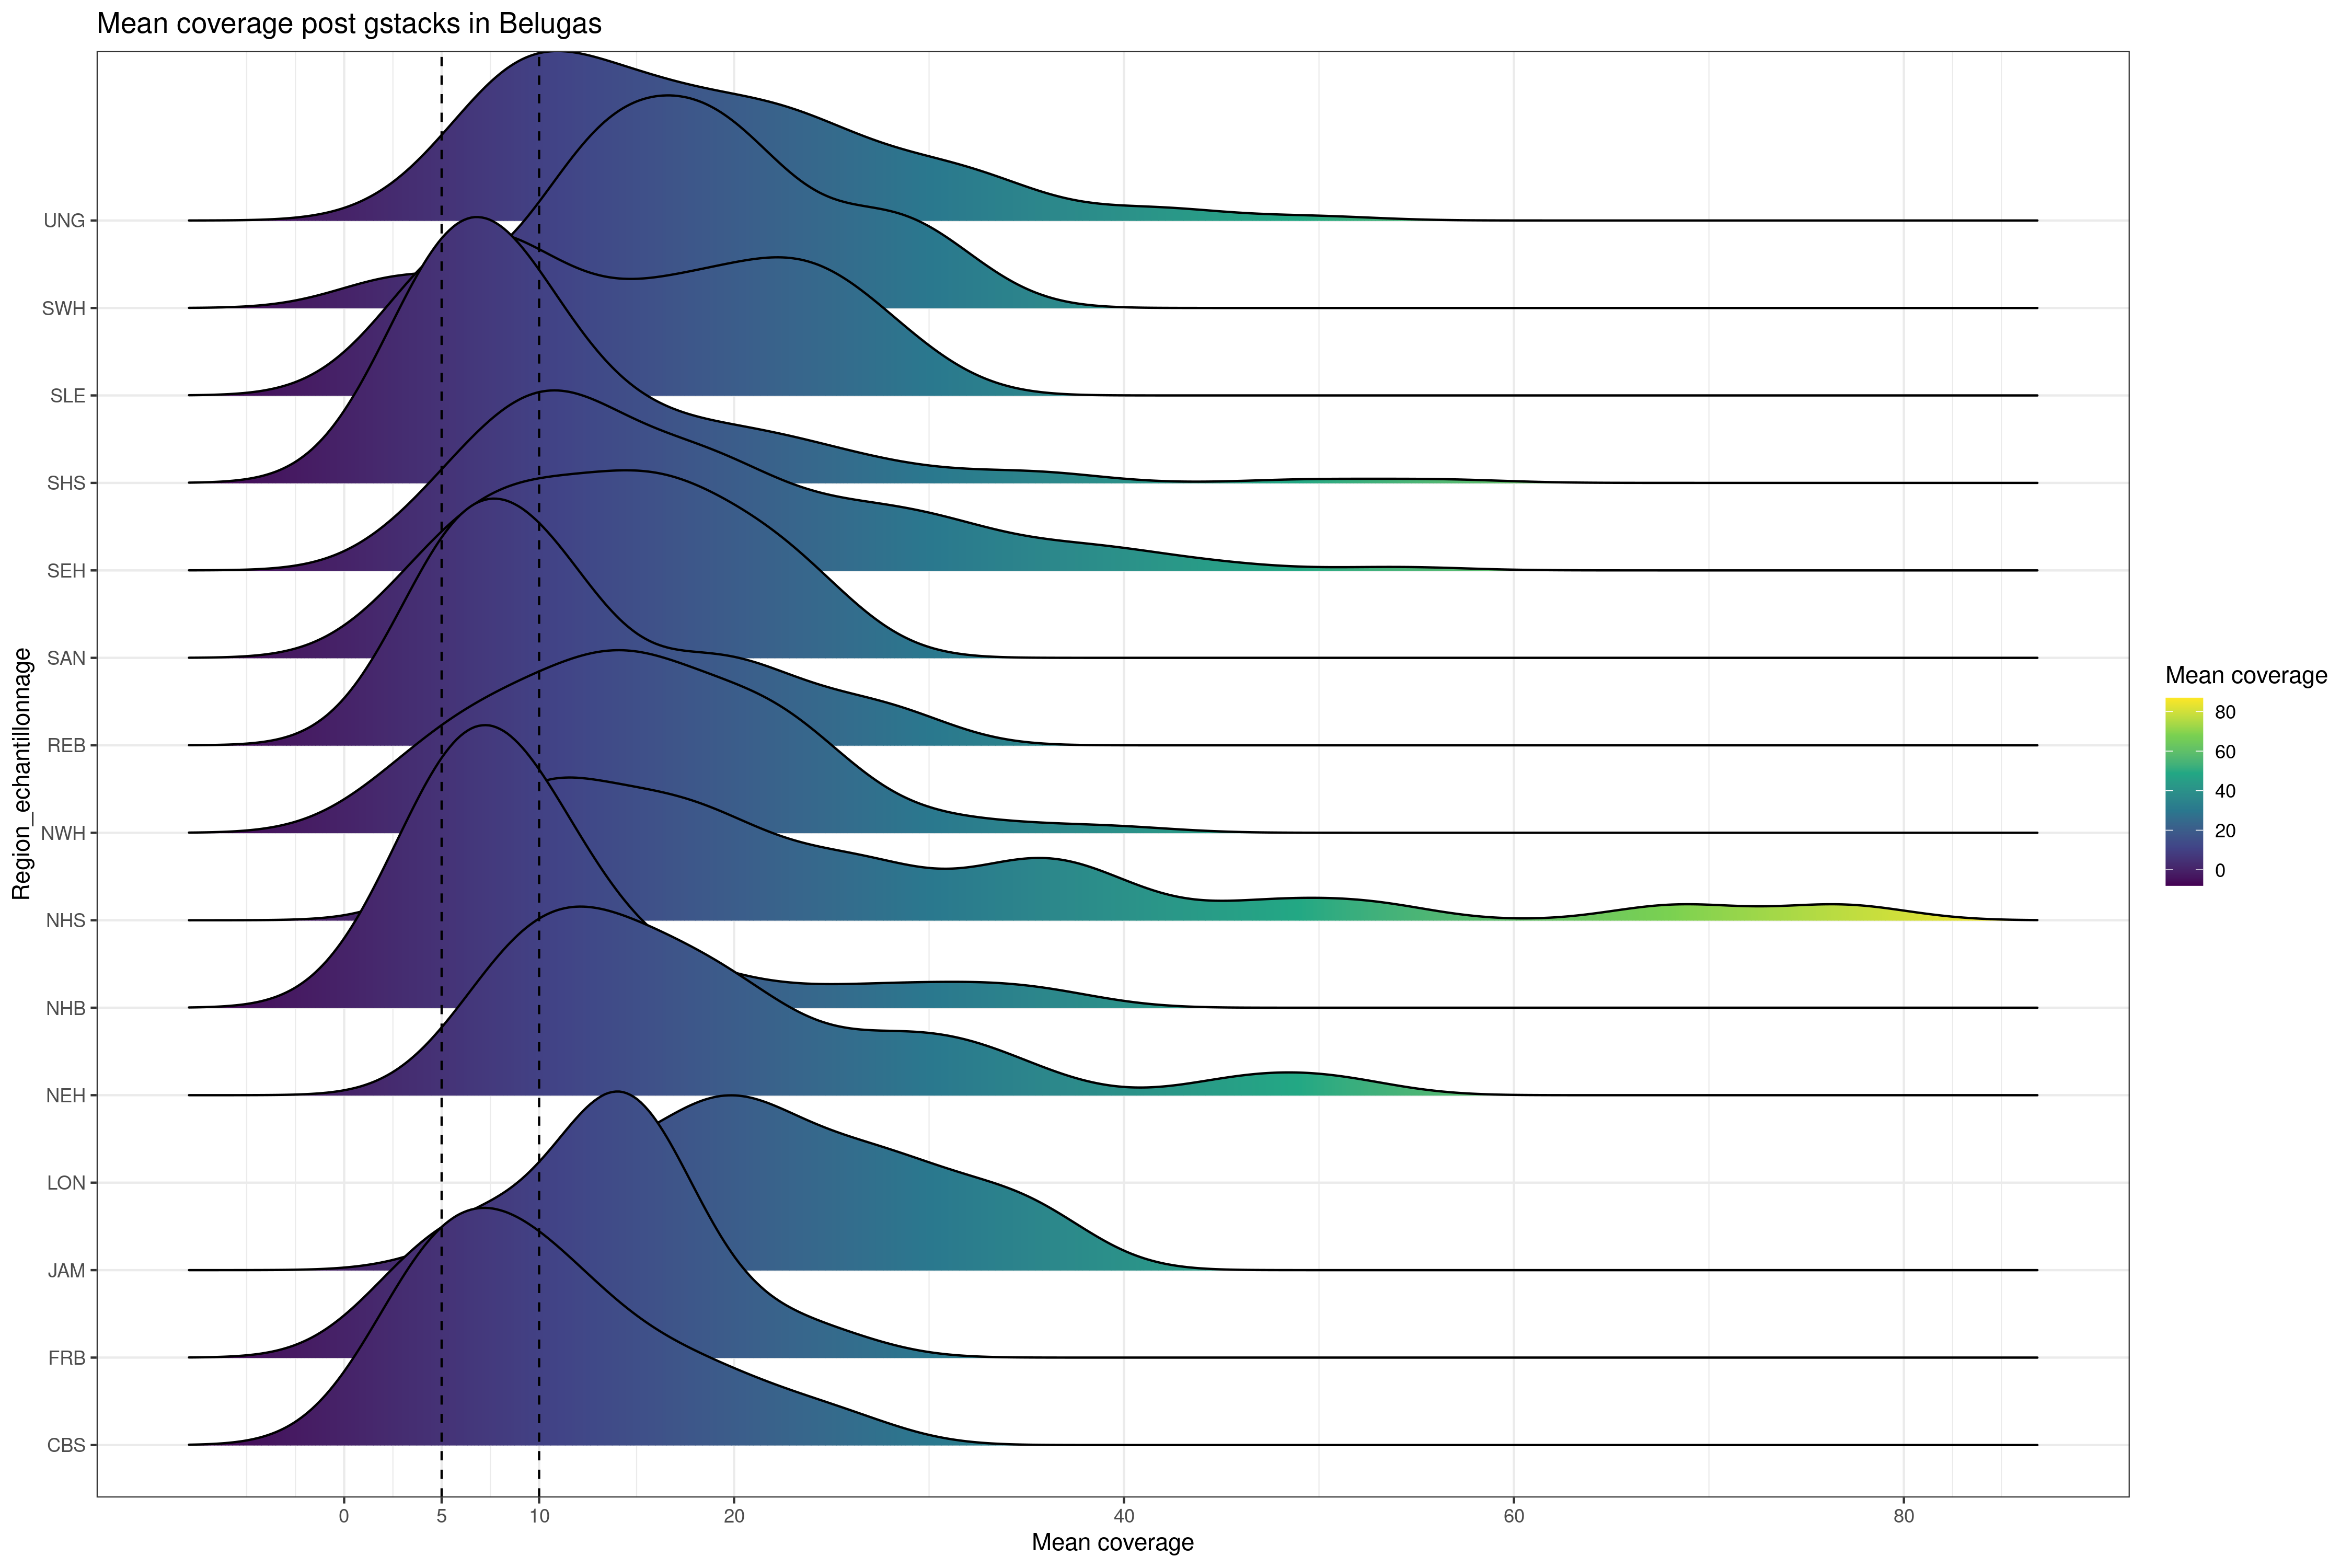 Mean coverage post gstacks in Belugas
Region_echantillonnage
UNG
SWH
SLE
SHS
SEH
SAN
REB
NWH
NHS
NHB
NEH
LON
JAM
FRB
CBS
0 5 10 20 40 60 80
Mean coverage
Mean coverage
80
60
40
20
0